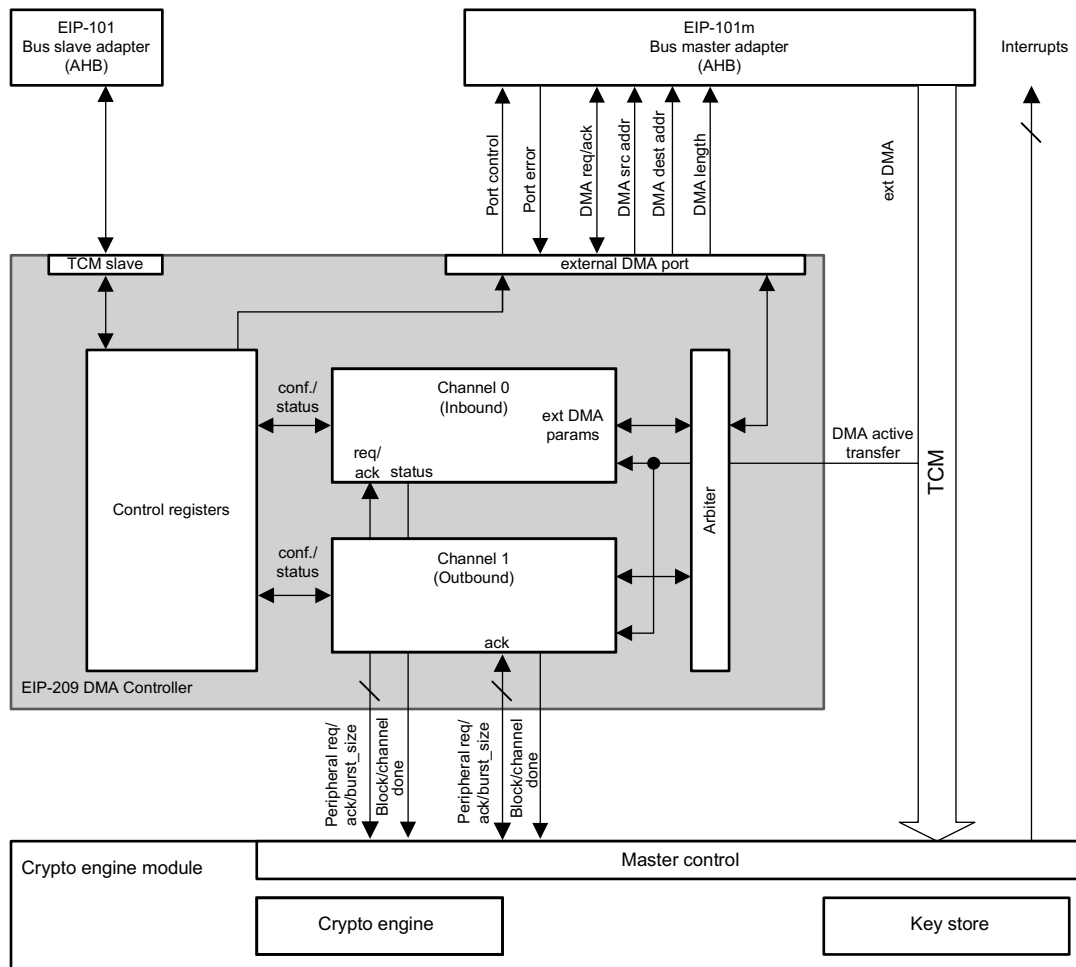 EIP-101
Bus slave adapter
(AHB)
EIP-101m
Bus master adapter
(AHB)
Interrupts
Port control
Port error
DMA req/ack
DMA src addr
DMA dest addr
DMA length
ext DMA
TCM slave
external DMA port
conf./
status
Channel 0
(Inbound)
ext DMA
params
req/
ack
status
DMA active
transfer
TCM
Control registers
Arbiter
conf./
status
Channel 1
(Outbound)
ack
EIP-209 DMA Controller
Peripheral req/
ack/burst_size
Block/channel
done
Peripheral req/
ack/burst_size
Block/channel
done
Crypto engine module
Master control
Crypto engine
Key store